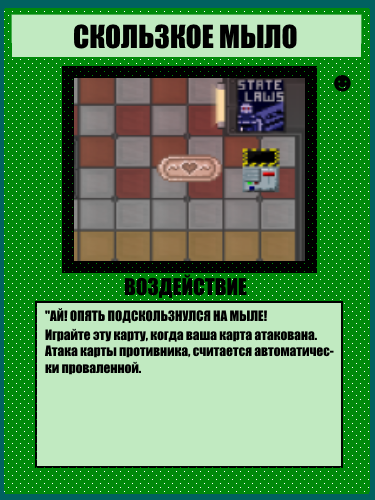 СКОЛЬЗКОЕ МЫЛО
STATE
LAWS
ВОЗДЕЙСТВИЕ
"АЙ! ОПЯТЬ ПОДСКОЛЬЗНУЛСЯ НА МЫЛЕ!
Играйте эту карту, когда ваша карта атакована.
Атака карты противника, считается автоматичес-
ки проваленной.